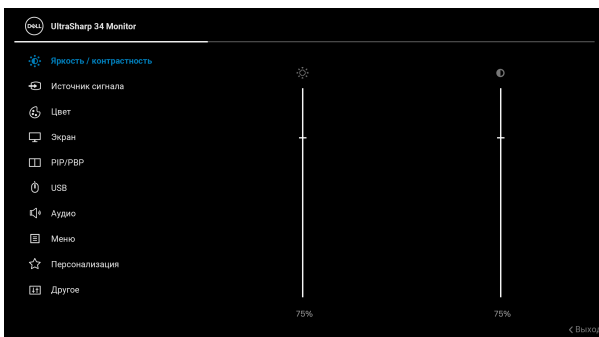 DELL UltraSharp 34 Monitor
Яркость / контрастность
Источник сигнала
Цвет
Экран
PIP/PBP
USB
Аудио
Меню
Персонализация
Другое
75% 75%
Выход